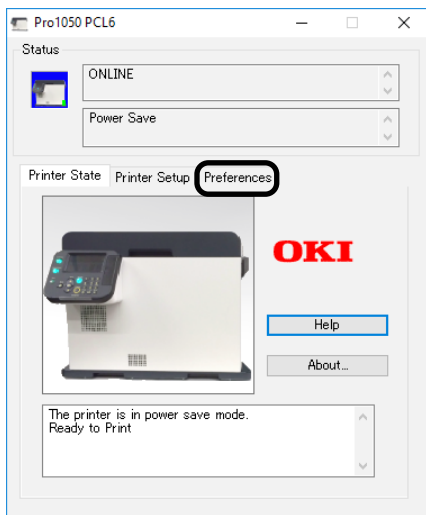 Pro1050 PCL6
Status
ONLINE
Power Save
Printer State Printer Setup Preferences
OKI
Help
About...
The printer is in power save mode.
Ready to Print